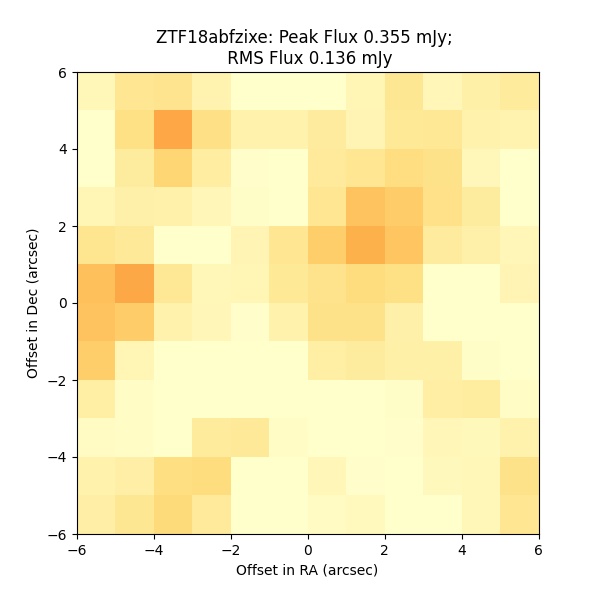 ZTF18abfzixe: Peak Flux 0.355 mJy;
RMS Flux 0.136 mJy
6
4
2
0
−2
−4
−6
Offset in Dec (arcsec)
−6 −4 −2 0 2 4 6
Offset in RA (arcsec)